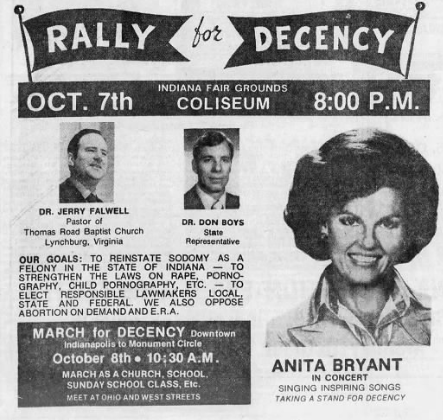 RALLY for DECENCY
INDIANA FAIR GROUNDS
OCT. 7th COLISEUM 8:00 P.M.
DR. JERRY FALWELL
Pastor of
Thomas Road Baptist Church
Lynchburg, Virginia
DR. DON BOYS
State
Representative
OUR GOALS: TO REINSTATE SODOMY AS A
FELONY IN THE STATE OF INDIANA — TO
STRENGTHEN THE LAWS ON RAPE, PORNO-
GRAPHY, CHILD PORNOGRAPHY, ETC. — TO
ELECT RESPONSIBLE LAWMAKERS LOCAL,
STATE AND FEDERAL. WE ALSO OPPOSE
ABORTION ON DEMAND AND E.R.A.
MARCH for DECENCY Downtown
Indianapolis to Monument Circle
October 8th • 10:30 A.M.
MARCH AS A CHURCH, SCHOOL,
SUNDAY SCHOOL CLASS, Etc.
MEET AT OHIO AND WEST STREETS
ANITA BRYANT
IN CONCERT
SINGING INSPIRING SONGS
TAKING A STAND FOR DECENCY